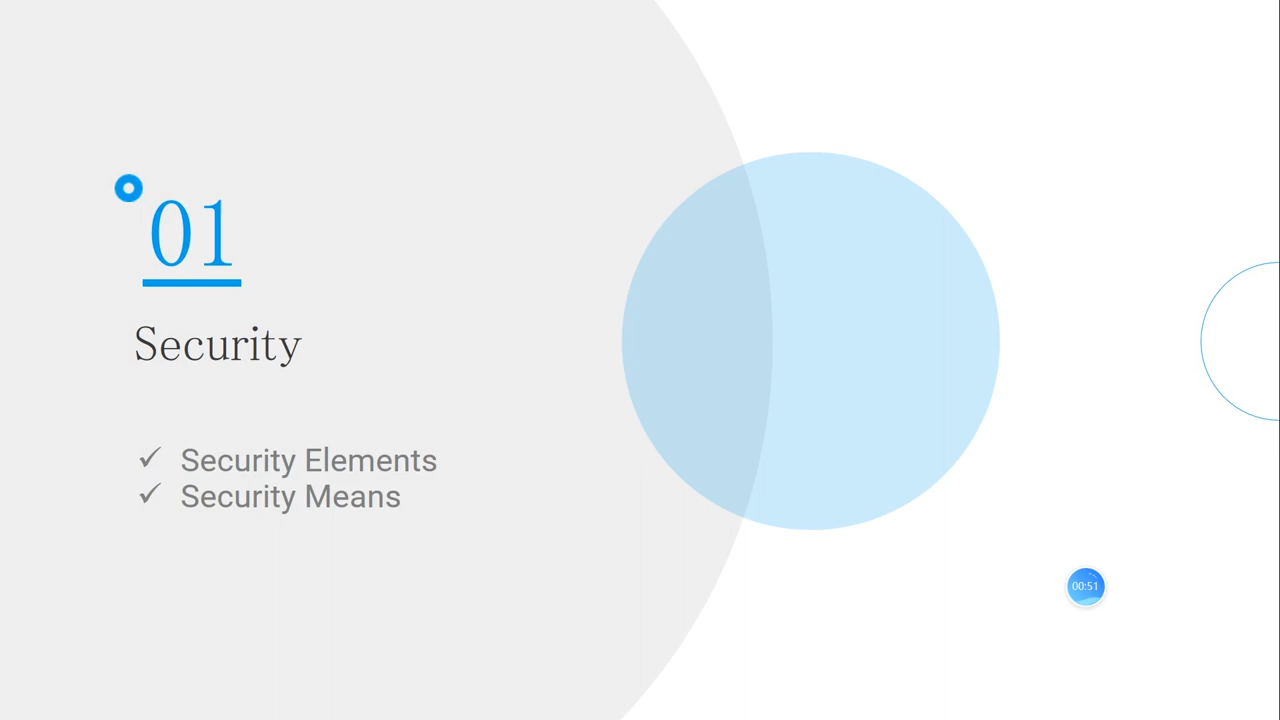 01
Security
✓ Security Elements
✓ Security Means
00:51